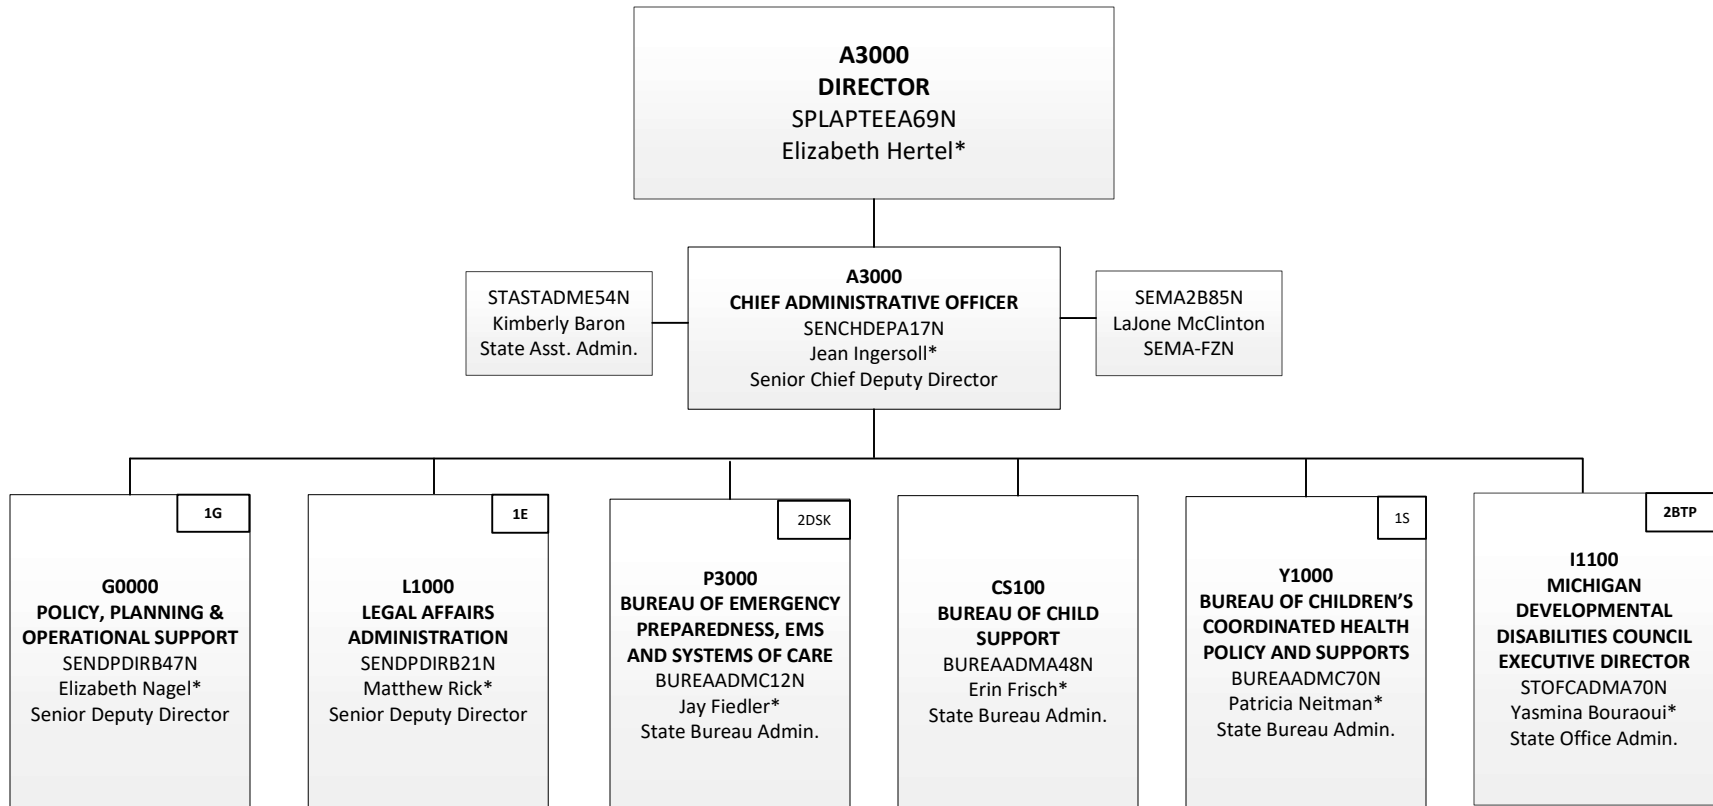 A3000
DIRECTOR
SPLAPTEEA69N
Elizabeth Hertel*
STASTADME54N
Kimberly Baron
State Asst. Admin.
A3000
CHIEF ADMINISTRATIVE OFFICER
SENCHDEPA17N
Jean Ingersoll*
Senior Chief Deputy Director
SEMA2B85N
LaJone McClinton
SEMA-FZN
1G
G0000
POLICY, PLANNING &
OPERATIONAL SUPPORT
SENDPDIRB47N
Elizabeth Nagel*
Senior Deputy Director
1E
L1000
LEGAL AFFAIRS
ADMINISTRATION
SENDPDIRB21N
Matthew Rick*
Senior Deputy Director
2DSK
P3000
BUREAU OF EMERGENCY
PREPAREDNESS, EMS
AND SYSTEMS OF CARE
BUREAADMC12N
Jay Fiedler*
State Bureau Admin.
CS100
BUREAU OF CHILD
SUPPORT
BUREAADMA48N
Erin Frisch*
State Bureau Admin.
1S
Y1000
BUREAU OF CHILDREN’S
COORDINATED HEALTH
POLICY AND SUPPORTS
BUREAADMC70N
Patricia Neitman*
State Bureau Admin.
2BTP
I1100
MICHIGAN
DEVELOPMENTAL
DISABILITIES COUNCIL
EXECUTIVE DIRECTOR
STOFCADMA70N
Yasmina Bouraoui*
State Office Admin.